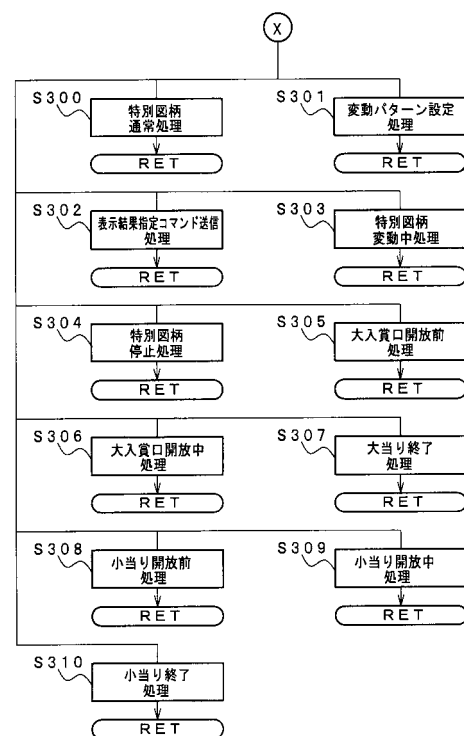 X
S300
特別図柄
通常処理
RET
S301
変動パターン設定
処理
RET
S302
表示結果指定コマンド送信
処理
RET
S303
特別図柄
変動中処理
RET
S304
特別図柄
停止処理
RET
S305
大入賞口開放前
処理
RET
S306
大入賞口開放中
処理
RET
S307
大当り終了
処理
RET
S308
小当り開放前
処理
RET
S309
小当り開放中
処理
RET
S310
小当り終了
処理
RET